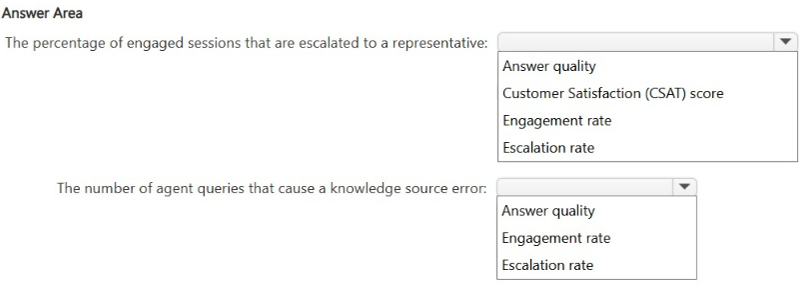 Answer Area
The percentage of engaged sessions that are escalated to a representative:
Answer quality
Customer Satisfaction (CSAT) score
Engagement rate
Escalation rate
The number of agent queries that cause a knowledge source error:
Answer quality
Engagement rate
Escalation rate